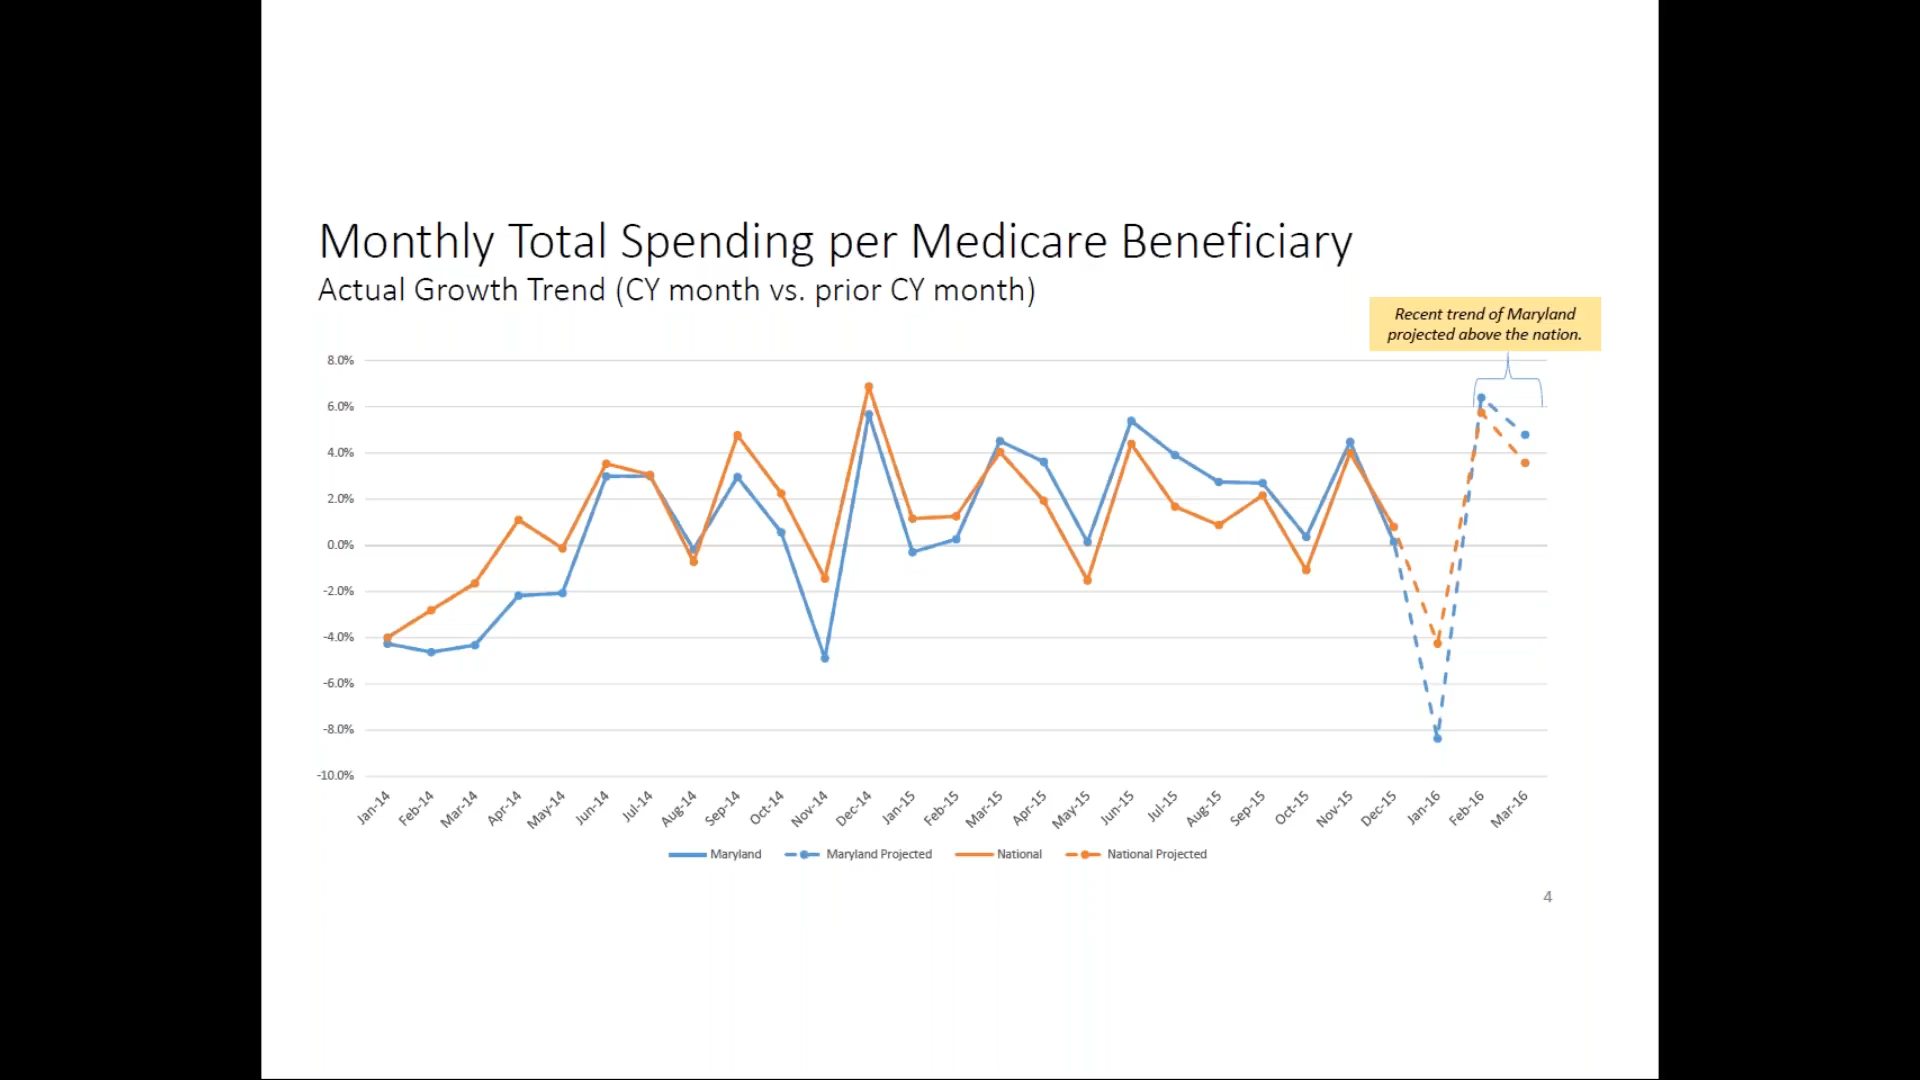 Monthly Total Spending per Medicare Beneficiary
Actual Growth Trend (CY month vs. prior CY month)
Recent trend of Maryland
projected above the nation.
8.0%
6.0%
4.0%
2.0%
0.0%
-2.0%
-4.0%
-6.0%
-8.0%
-10.0%
Jan-14
Feb-14
Mar-14
Apr-14
May-14
Jun-14
Jul-14
Aug-14
Sep-14
Oct-14
Nov-14
Dec-14
Jan-15
Feb-15
Mar-15
Apr-15
May-15
Jun-15
Jul-15
Aug-15
Sep-15
Oct-15
Nov-15
Dec-15
Jan-16
Feb-16
Mar-16
Maryland
Maryland Projected
National
National Projected
4